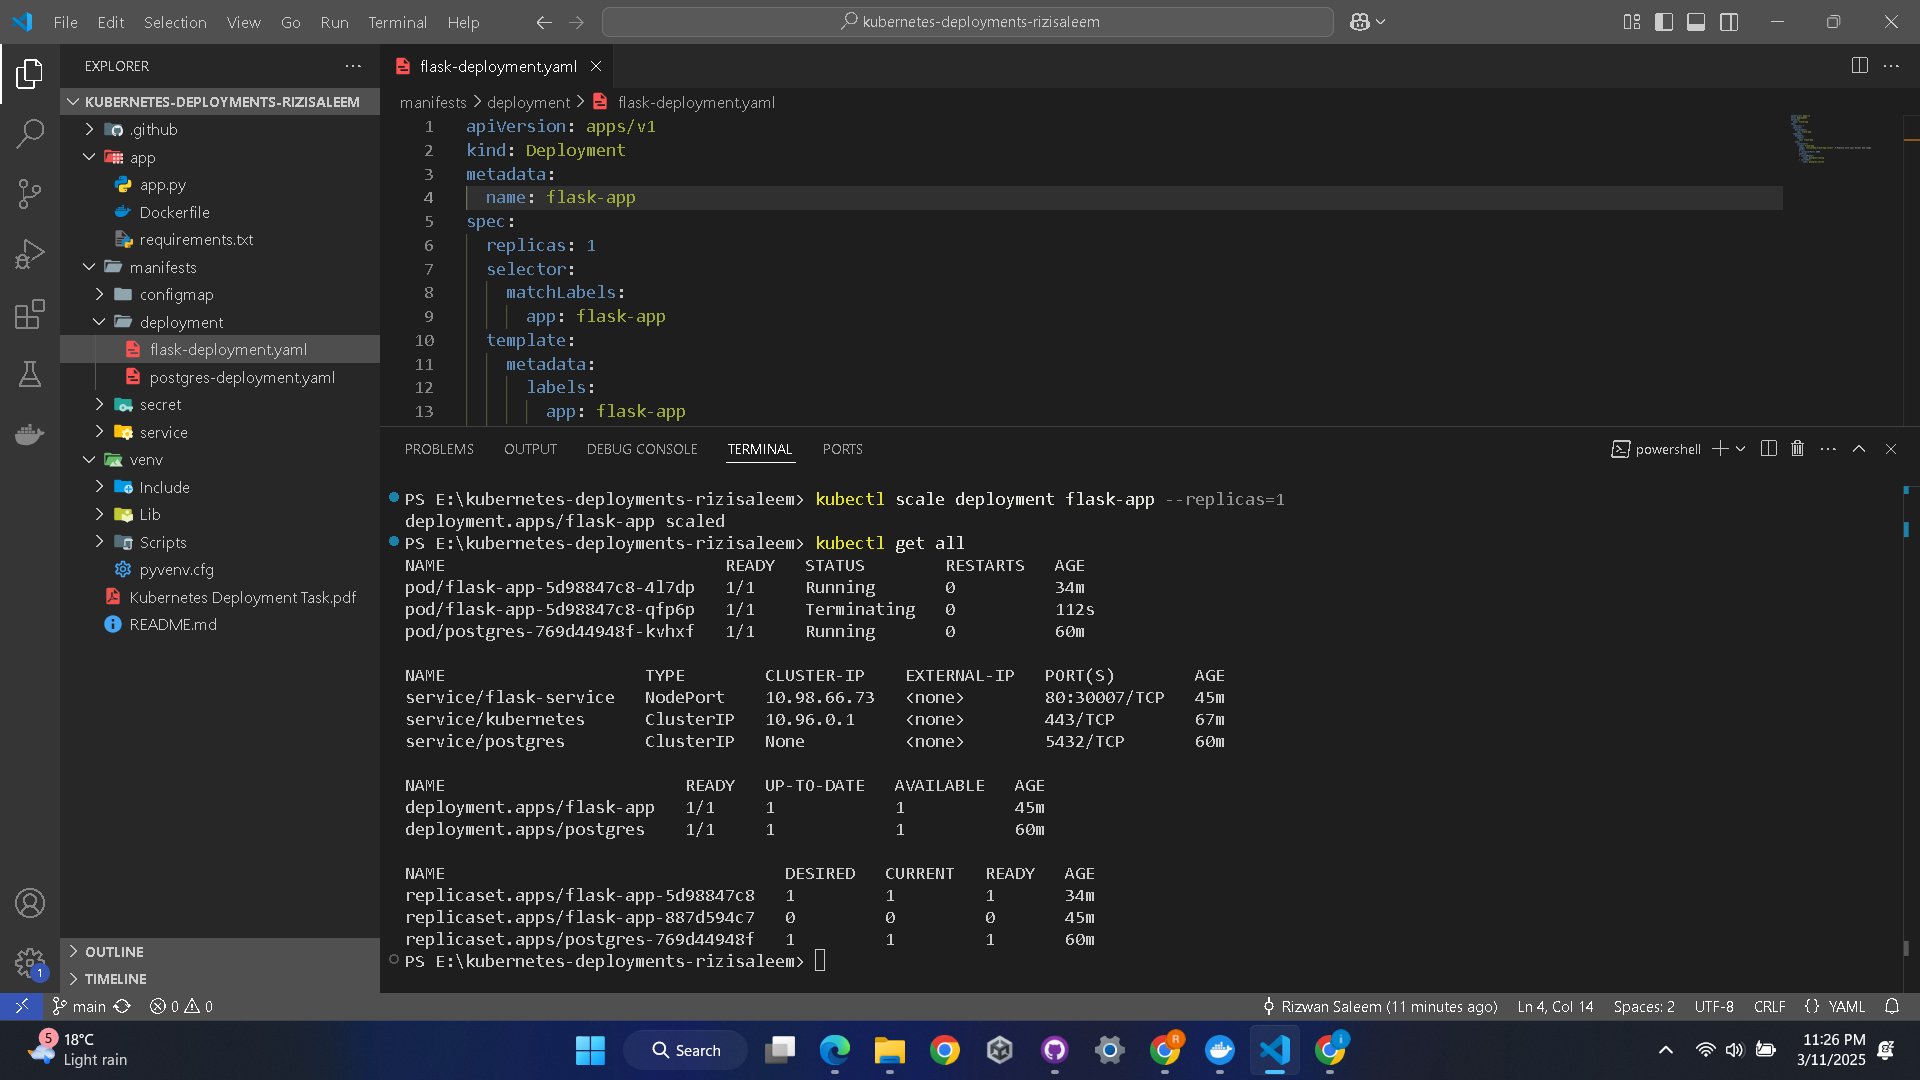 File Edit Selection View Go Run Terminal Help
kubernetes-deployments-rizisaleem
EXPLORER
KUBERNETES-DEPLOYMENTS-RIZISALEEM
.github
app
app.py
Dockerfile
requirements.txt
manifests
configmap
deployment
flask-deployment.yaml
postgres-deployment.yaml
secret
service
venv
Include
Lib
Scripts
pyvenv.cfg
Kubernetes Deployment Task.pdf
README.md
OUTLINE
TIMELINE
flask-deployment.yaml
manifests > deployment > flask-deployment.yaml
1 apiVersion: apps/v1
2 kind: Deployment
3 metadata:
4   name: flask-app
5 spec:
6   replicas: 1
7   selector:
8     matchLabels:
9       app: flask-app
10   template:
11     metadata:
12       labels:
13         app: flask-app
PROBLEMS OUTPUT DEBUG CONSOLE TERMINAL PORTS
powershell
PS E:\kubernetes-deployments-rizisaleem> kubectl scale deployment flask-app --replicas=1
deployment.apps/flask-app scaled
PS E:\kubernetes-deployments-rizisaleem> kubectl get all
NAME READY STATUS RESTARTS AGE
pod/flask-app-5d98847c8-4l7dp 1/1 Running 0 34m
pod/flask-app-5d98847c8-qfp6p 1/1 Terminating 0 112s
pod/postgres-769d44948f-kvhxf 1/1 Running 0 60m
NAME TYPE CLUSTER-IP EXTERNAL-IP PORT(S) AGE
service/flask-service NodePort 10.98.66.73 <none> 80:30007/TCP 45m
service/kubernetes ClusterIP 10.96.0.1 <none> 443/TCP 67m
service/postgres ClusterIP None <none> 5432/TCP 60m
NAME READY UP-TO-DATE AVAILABLE AGE
deployment.apps/flask-app 1/1 1 1 45m
deployment.apps/postgres 1/1 1 1 60m
NAME DESIRED CURRENT READY AGE
replicaset.apps/flask-app-5d98847c8 1 1 1 34m
replicaset.apps/flask-app-887d594c7 0 0 0 45m
replicaset.apps/postgres-769d44948f 1 1 1 60m
PS E:\kubernetes-deployments-rizisaleem>
1
main 0 0 Rizwan Saleem (11 minutes ago) Ln 4, Col 14 Spaces: 2 UTF-8 CRLF {} YAML
5
18°C
Light rain
Search
R
i
11:26 PM
3/11/2025